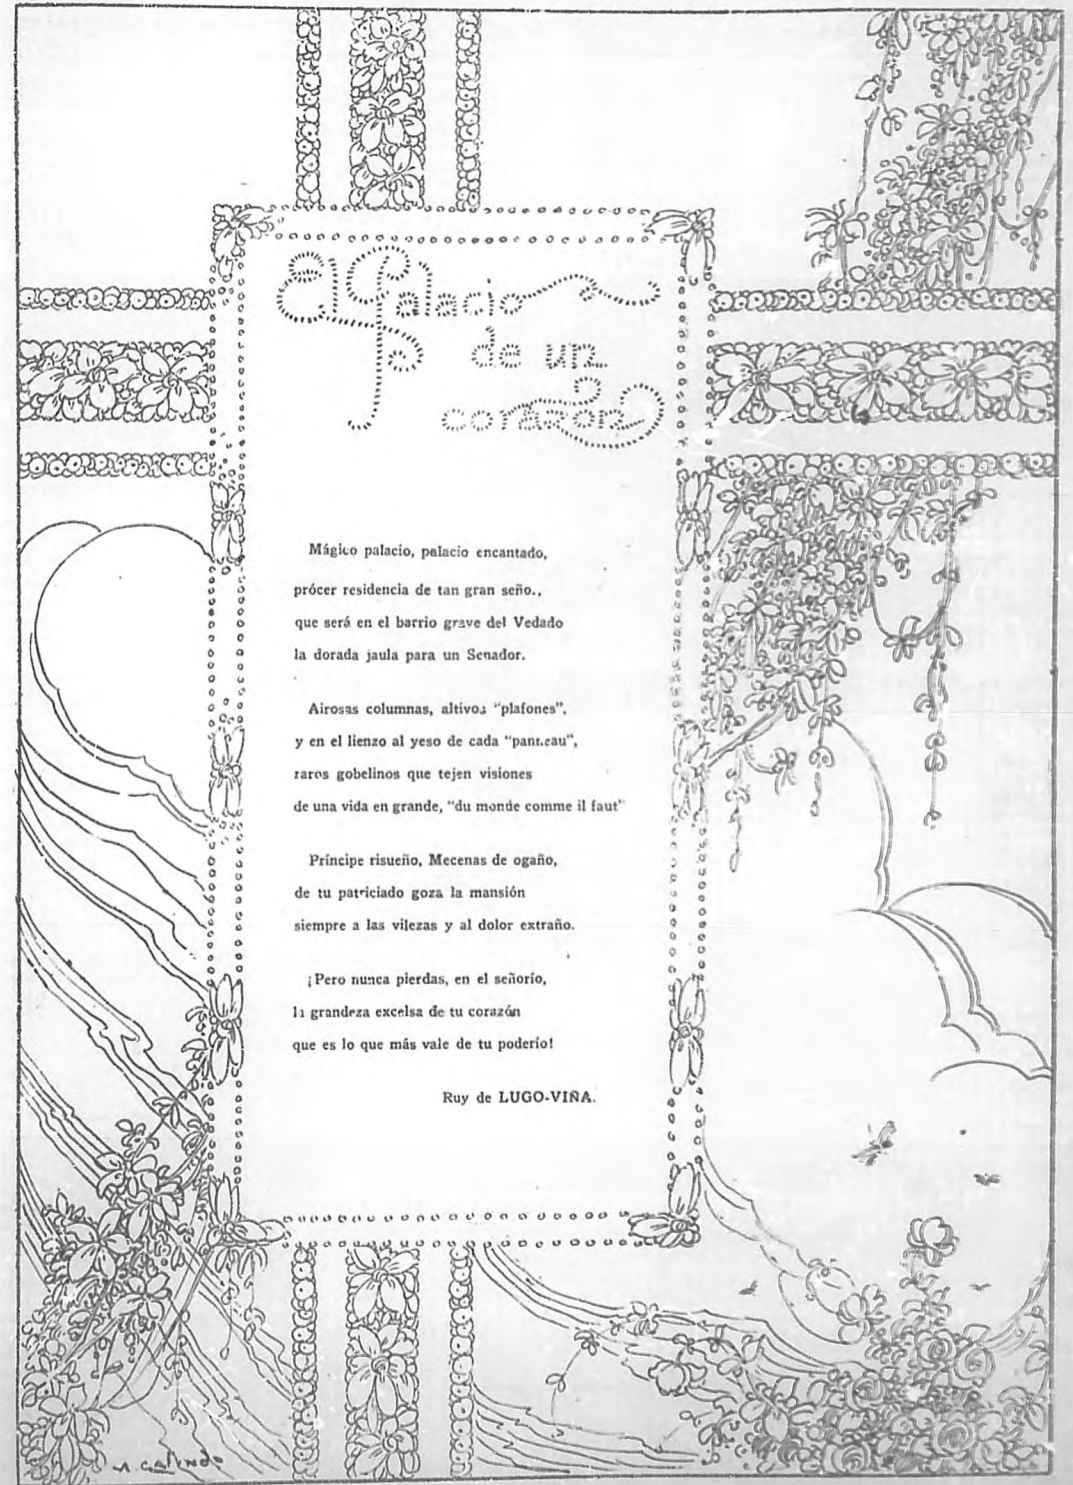 El Palacio
de un
corazón
Mágico palacio, palacio encantado,
prócer residencia de tan gran seño.,
que será en el barrio grave del Vedado
la dorada jaula para un Senador.
Airosas columnas, altivos "plafones",
y en el lienzo al yeso de cada "panneau",
raros gobelinos que tejen visiones
de una vida en grande, "du monde comme il faut"
Príncipe risueño, Mecenas de ogaño,
de tu patriciado goza la mansión
siempre a las vilezas y al dolor extraño.
¡Pero nunca pierdas, en el señorío,
la grandeza excelsa de tu corazón
que es lo que más vale de tu poderío!
Ruy de LUGO-VIÑA.
A. GALINDO